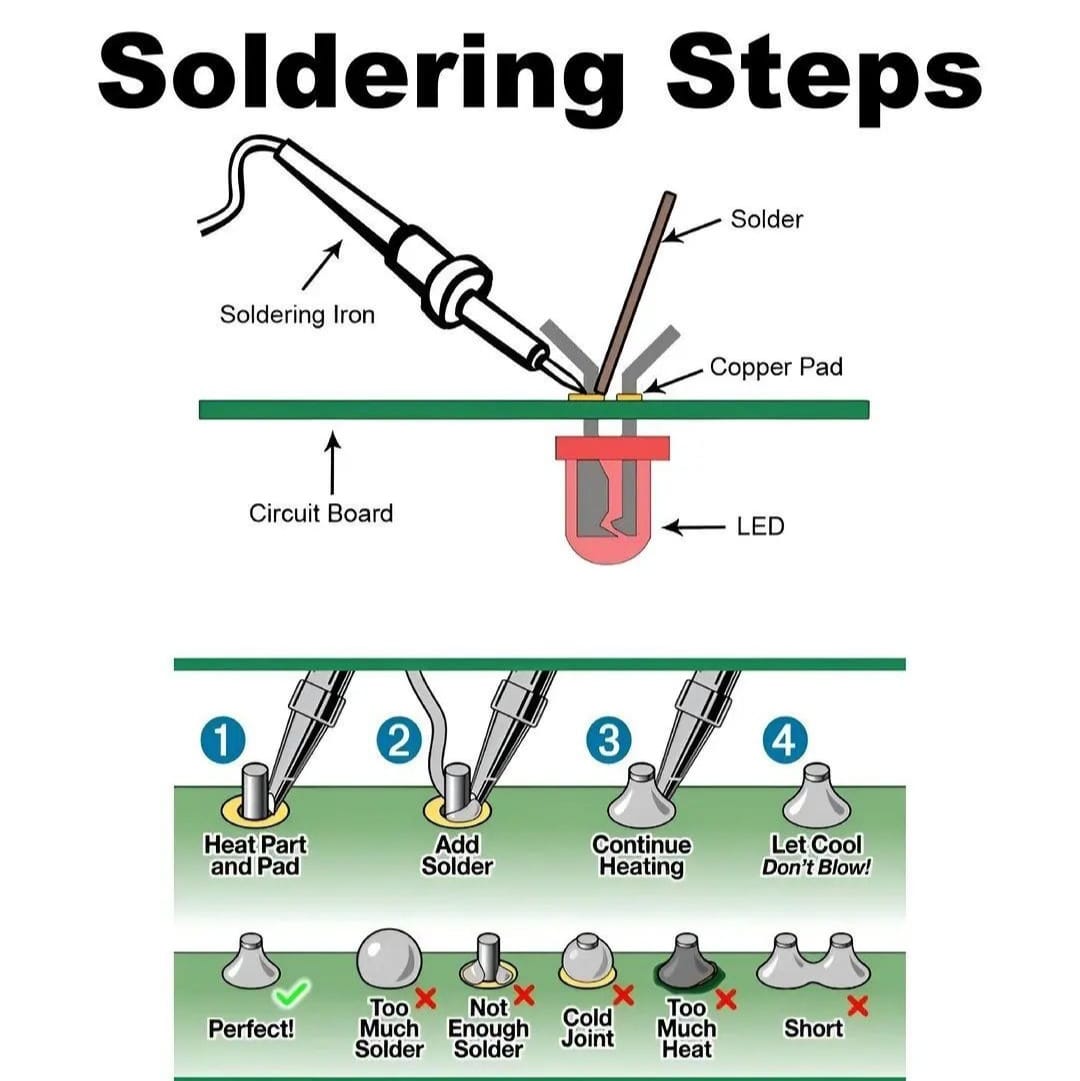 Soldering Steps
Solder
Soldering Iron
Copper Pad
Circuit Board
LED
1
2
3
4
Heat Part
and Pad
Add
Solder
Continue
Heating
Let Cool
Don't Blow!
Perfect!
Too
Much
Solder
Not
Enough
Solder
Cold
Joint
Too
Much
Heat
Short